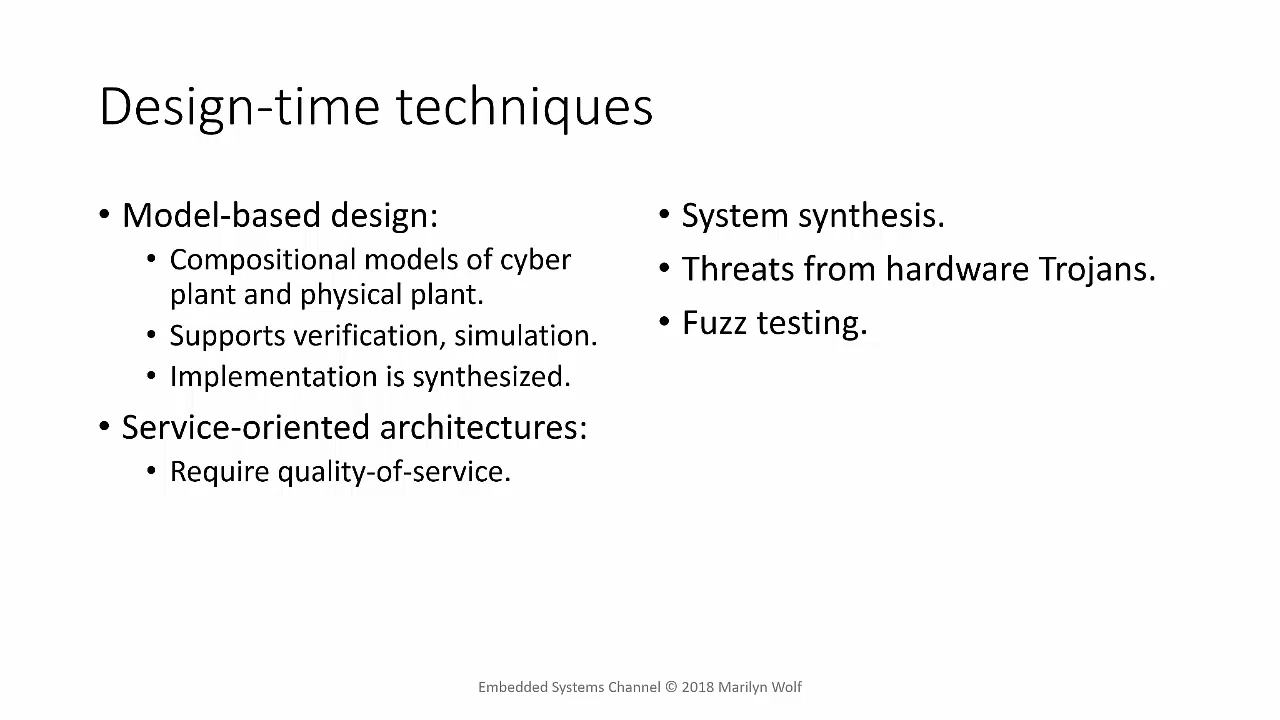 Design-time techniques
• Model-based design:
• Compositional models of cyber
plant and physical plant.
• Supports verification, simulation.
• Implementation is synthesized.
• Service-oriented architectures:
• Require quality-of-service.
• System synthesis.
• Threats from hardware Trojans.
• Fuzz testing.
Embedded Systems Channel © 2018 Marilyn Wolf